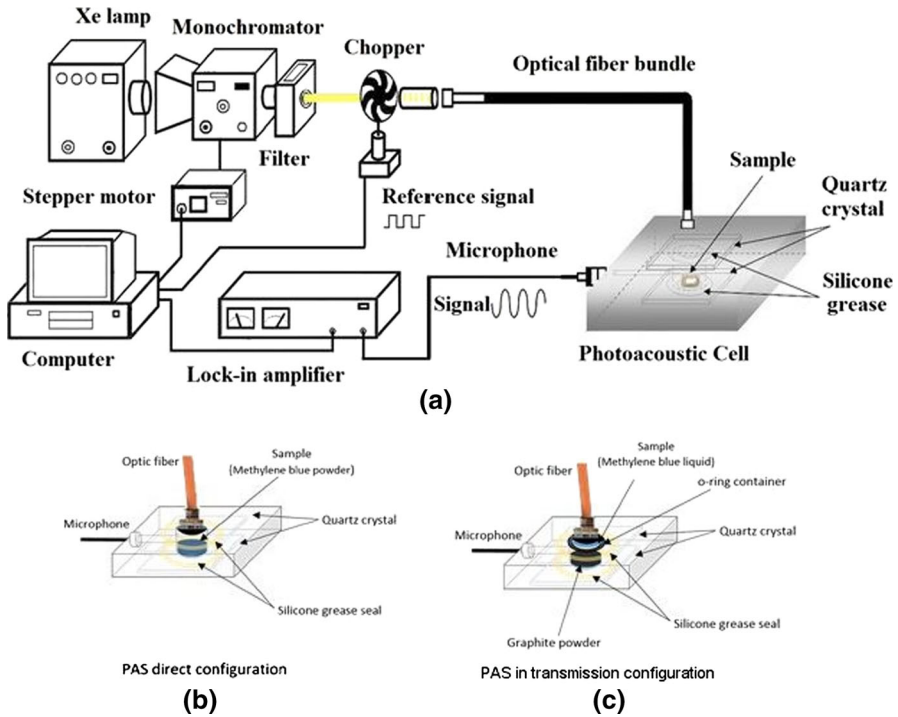 Xe lamp
Monochromator
Chopper
Optical fiber bundle
Filter
Sample
Stepper motor
Reference signal
Quartz
crystal
Microphone
Signal
Silicone
grease
Computer
Lock-in amplifier
Photoacoustic Cell
(a)
Optic fiber
Sample
(Methylene blue powder)
Microphone
Quartz crystal
Silicone grease seal
PAS direct configuration
(b)
Optic fiber
Sample
(Methylene blue liquid)
o-ring container
Microphone
Quartz crystal
Silicone grease seal
Graphite powder
PAS in transmission configuration
(c)